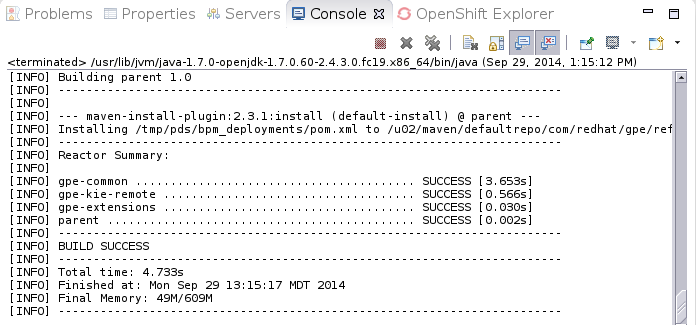 Problems Properties Servers Console OpenShift Explorer
<terminated> /usr/lib/jvm/java-1.7.0-openjdk-1.7.0.60-2.4.3.0.fc19.x86_64/bin/java (Sep 29, 2014, 1:15:12 PM)
[INFO] Building parent 1.0
[INFO] ------------------------------------------------------------------------
[INFO]
[INFO] --- maven-install-plugin:2.3.1:install (default-install) @ parent ---
[INFO] Installing /tmp/pds/bpm_deployments/pom.xml to /u02/maven/defaultrepo/com/redhat/gpe/ref
[INFO] ------------------------------------------------------------------------
[INFO] Reactor Summary:
[INFO]
[INFO] gpe-common ........................................ SUCCESS [3.653s]
[INFO] gpe-kie-remote .................................... SUCCESS [0.566s]
[INFO] gpe-extensions .................................... SUCCESS [0.030s]
[INFO] parent ............................................ SUCCESS [0.002s]
[INFO] ------------------------------------------------------------------------
[INFO] BUILD SUCCESS
[INFO] ------------------------------------------------------------------------
[INFO] Total time: 4.733s
[INFO] Finished at: Mon Sep 29 13:15:17 MDT 2014
[INFO] Final Memory: 49M/609M
[INFO] ------------------------------------------------------------------------